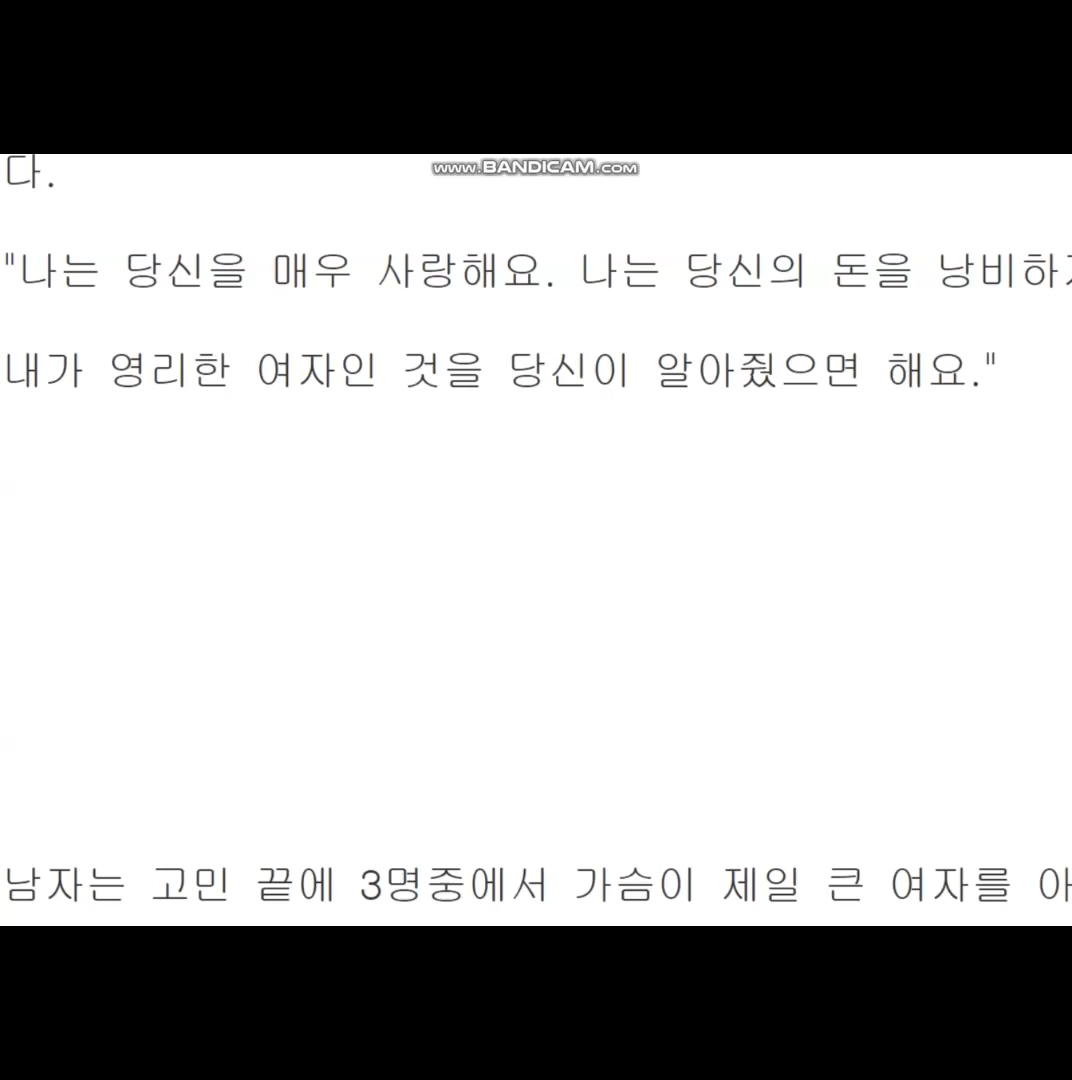 www.BANDICAM.com
다.
"나는 당신을 매우 사랑해요. 나는 당신의 돈을
내가 영리한 여자인 것을 당신이 알아줬으면 해요."
남자는 고민 끝에 3명중에서 가슴이 제일 큰 여자를